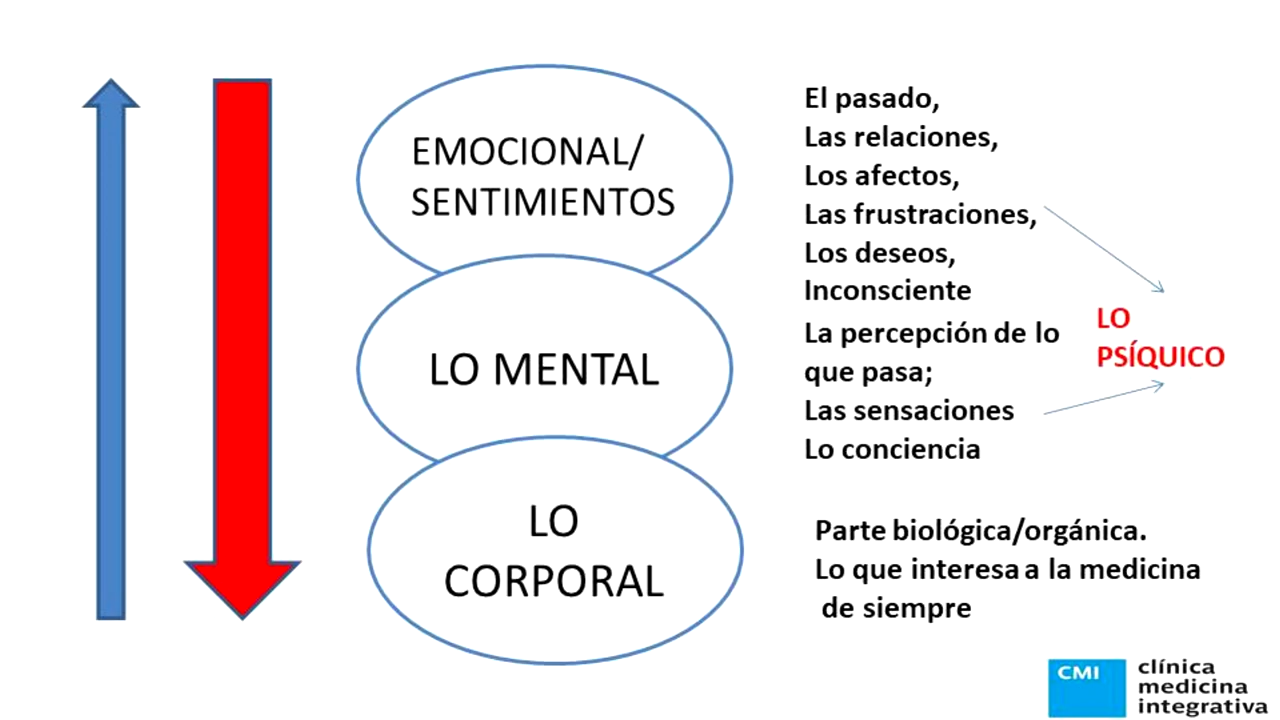 EMOCIONAL/
SENTIMIENTOS
LO MENTAL
LO
CORPORAL
El pasado,
Las relaciones,
Los afectos,
Las frustraciones,
Los deseos,
Inconsciente
La percepción de lo
que pasa;
Las sensaciones
Lo conciencia
LO
PSÍQUICO
Parte biológica/orgánica.
Lo que interesa a la medicina
de siempre
CMI
clínica
medicina
integrativa